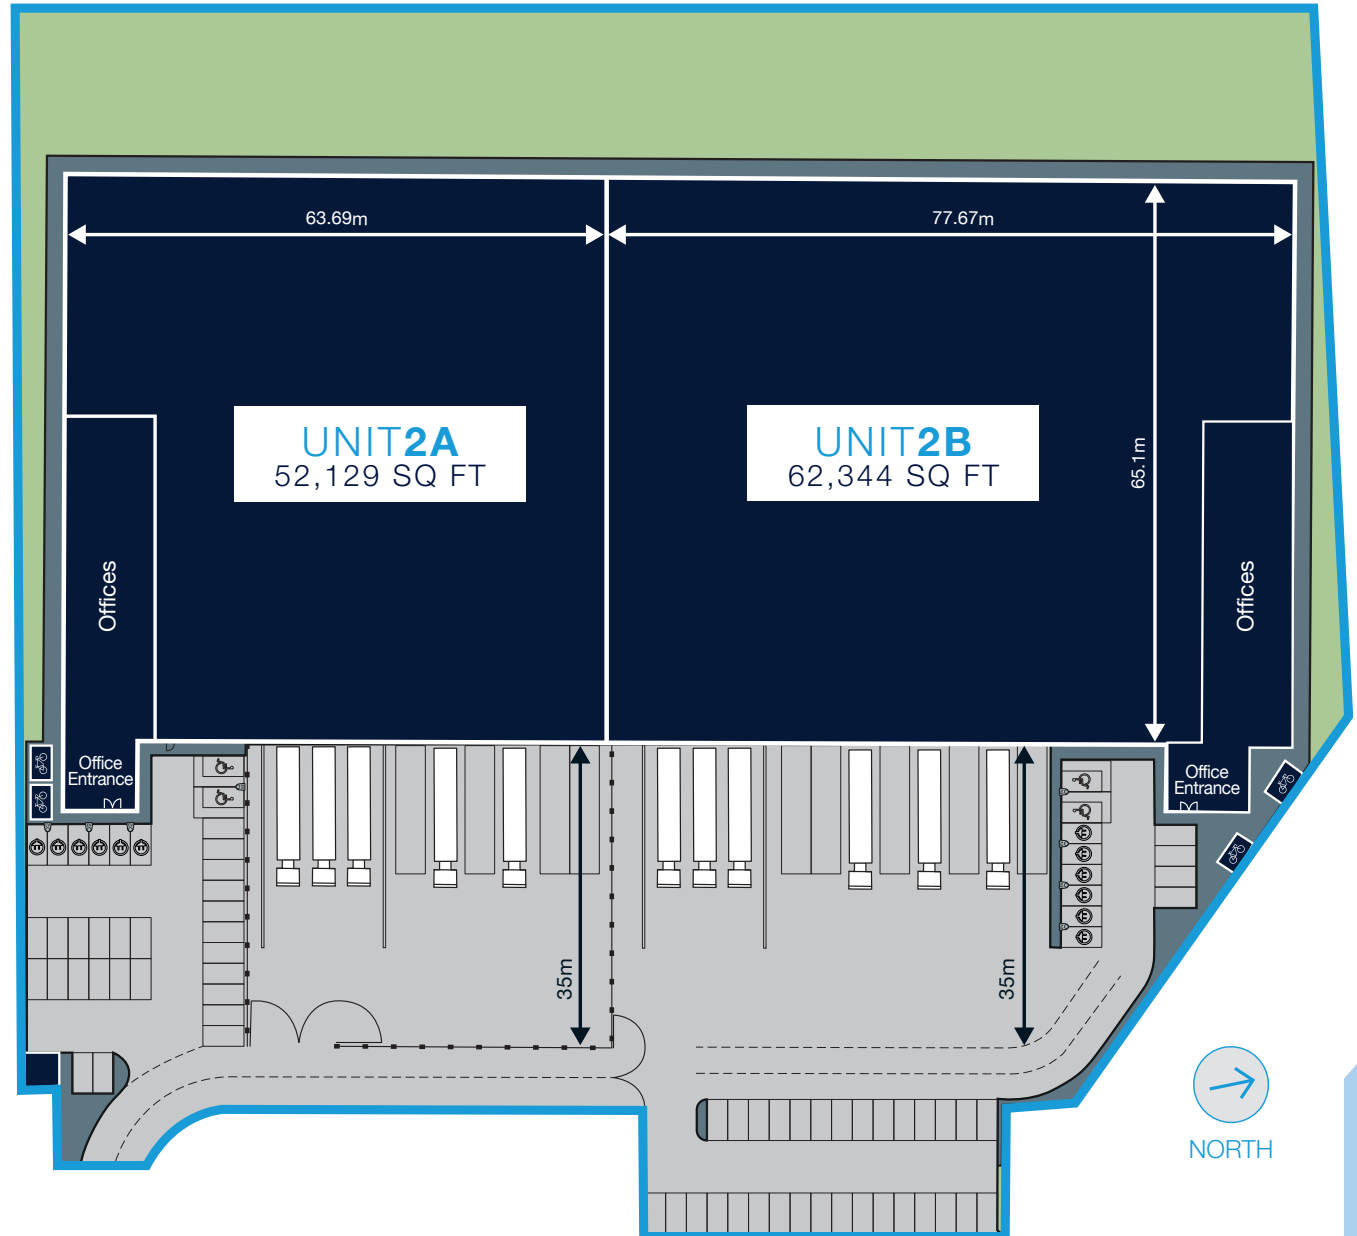 63.69m
77.67m
UNIT2A
52,129 SQ FT
UNIT2B
62,344 SQ FT
65.1m
Offices
Offices
Office
Entrance
Office
Entrance
35m
35m
NORTH